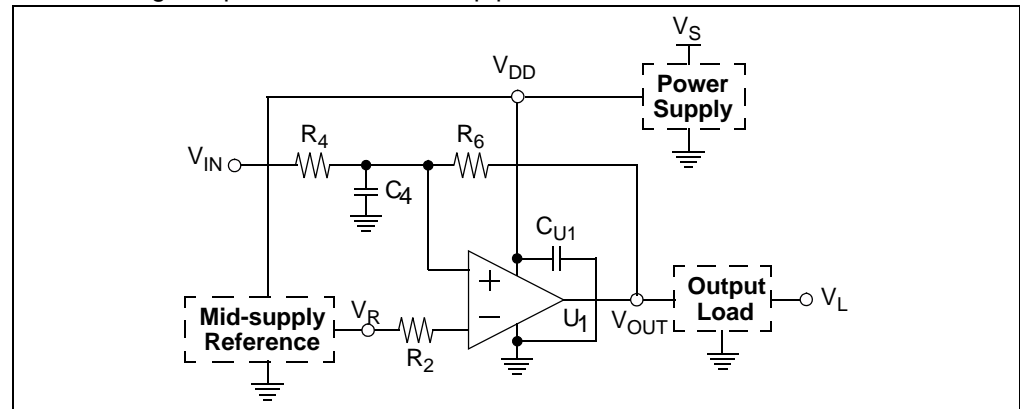 V_S
V_DD
Power
Supply
R_4
R_6
V_IN
C_4
C_U1
+
−
U_1
V_R
Mid-supply
Reference
R_2
V_OUT
Output
Load
V_L